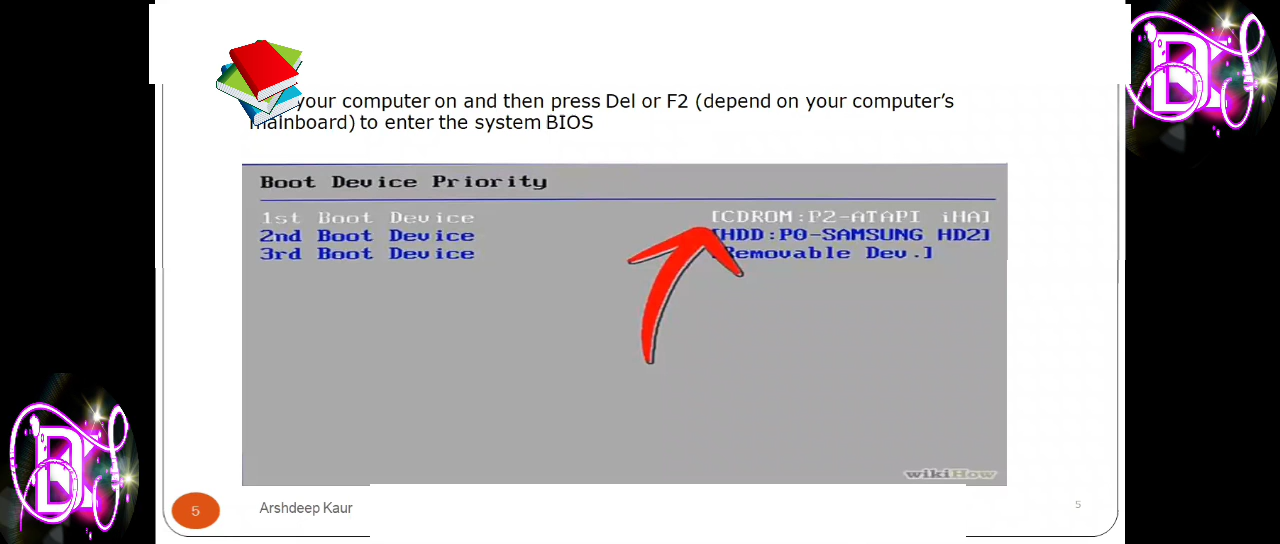 your computer on and then press Del or F2 (depend on your computer's
mainboard) to enter the system BIOS
Boot Device Priority
1st Boot Device [CDROM:P2-ATAPI iHA]
2nd Boot Device [HDD:P0-SAMSUNG HD2]
3rd Boot Device [Removable Dev.]
wikiHow
5 Arshdeep Kaur 5